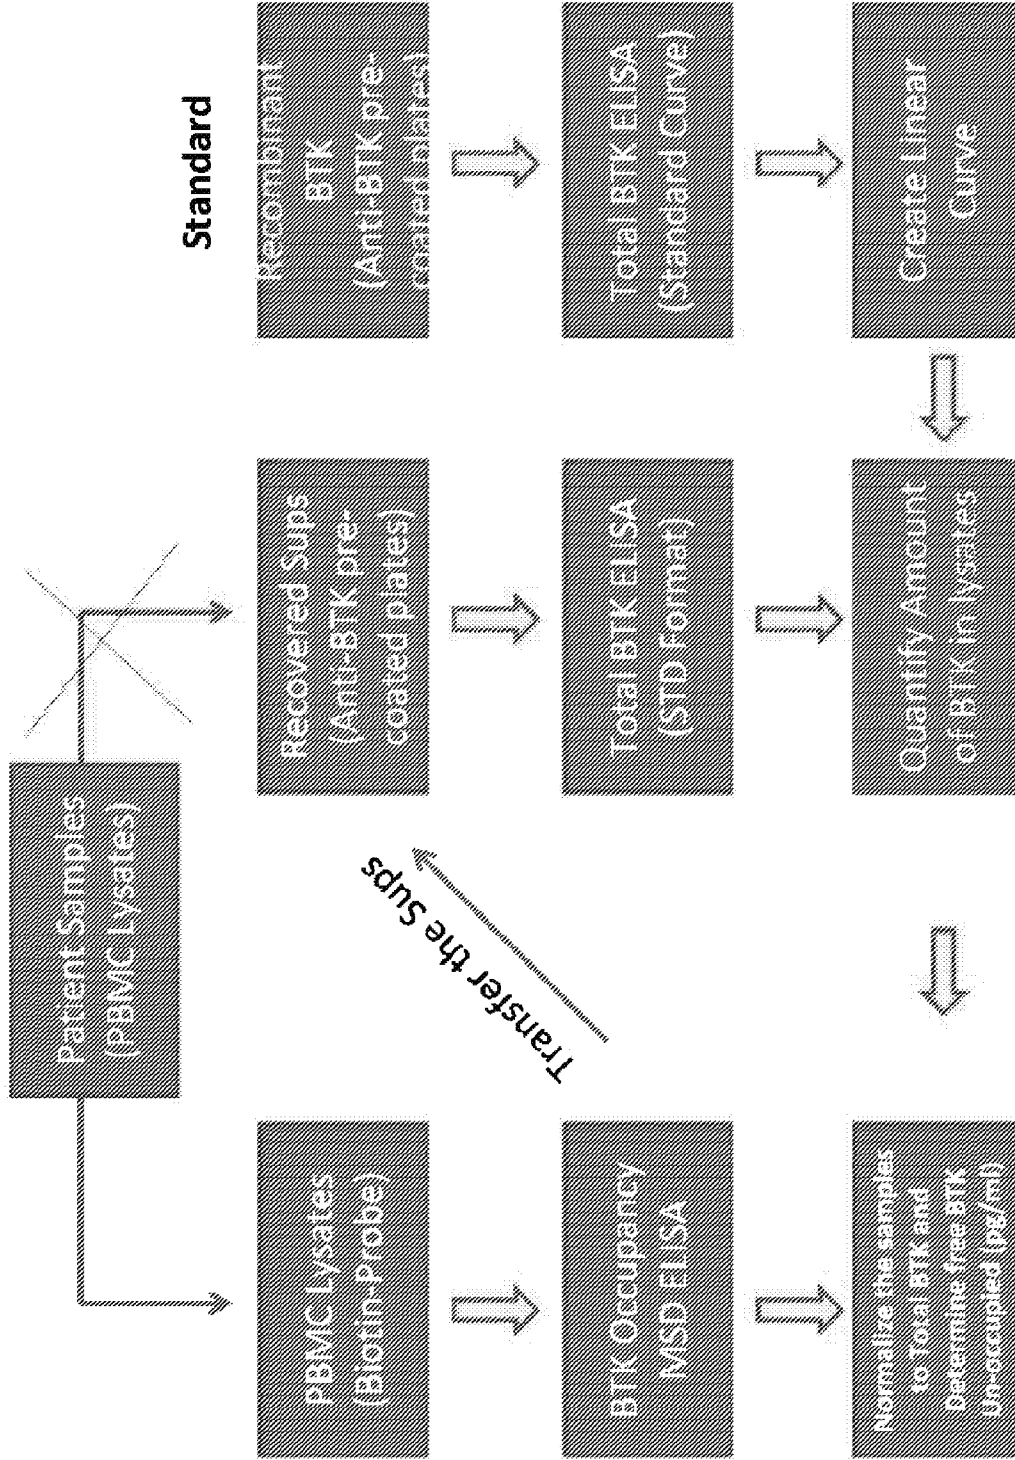 Patient Samples
(PBMC Lysates)
Standard
PBMC Lysates
(Biotin-Probe)
Recovered Sups
(Anti-BTK pre-
coated plates)
Recombinant
BTK
(Anti-BTK pre-
coated plates)
Transfer the Sups
BTK Occupancy
MSD ELISA
Total BTK ELISA
(STD Format)
Total BTK ELISA
(Standard Curve)
Normalize the samples
to Total BTK and
Determine free BTK
Un-occupied (pg/ml)
Quantify Amount
of BTK in lysates
Create Linear
Curve